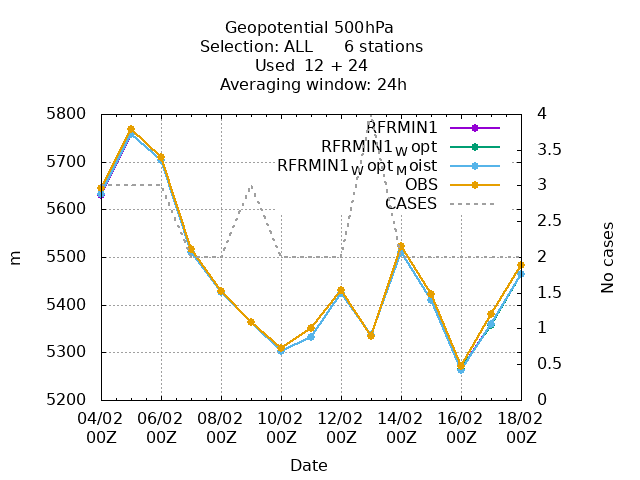 Geopotential 500hPa
Selection: ALL 6 stations
Used 12 + 24
Averaging window: 24h
RFRMIN1
RFRMIN1_W opt
RFRMIN1_W opt_M oist
OBS
CASES
5800
5700
5600
5500
5400
5300
5200
m
4
3.5
3
2.5
2
1.5
1
0.5
0
No cases
04/02 06/02 08/02 10/02 12/02 14/02 16/02 18/02
00Z 00Z 00Z 00Z 00Z 00Z 00Z 00Z
Date